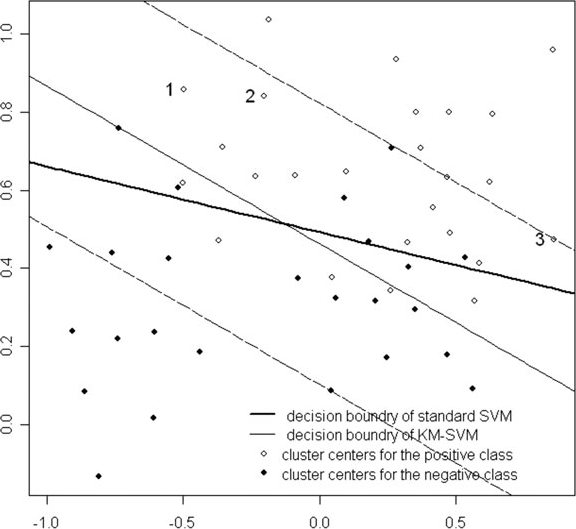 1.0
0.8
0.6
0.4
0.2
0.0
1
2
3
decision boundry of standard SVM
decision boundry of KM-SVM
cluster centers for the positive class
cluster centers for the negative class
-1.0 -0.5 0.0 0.5